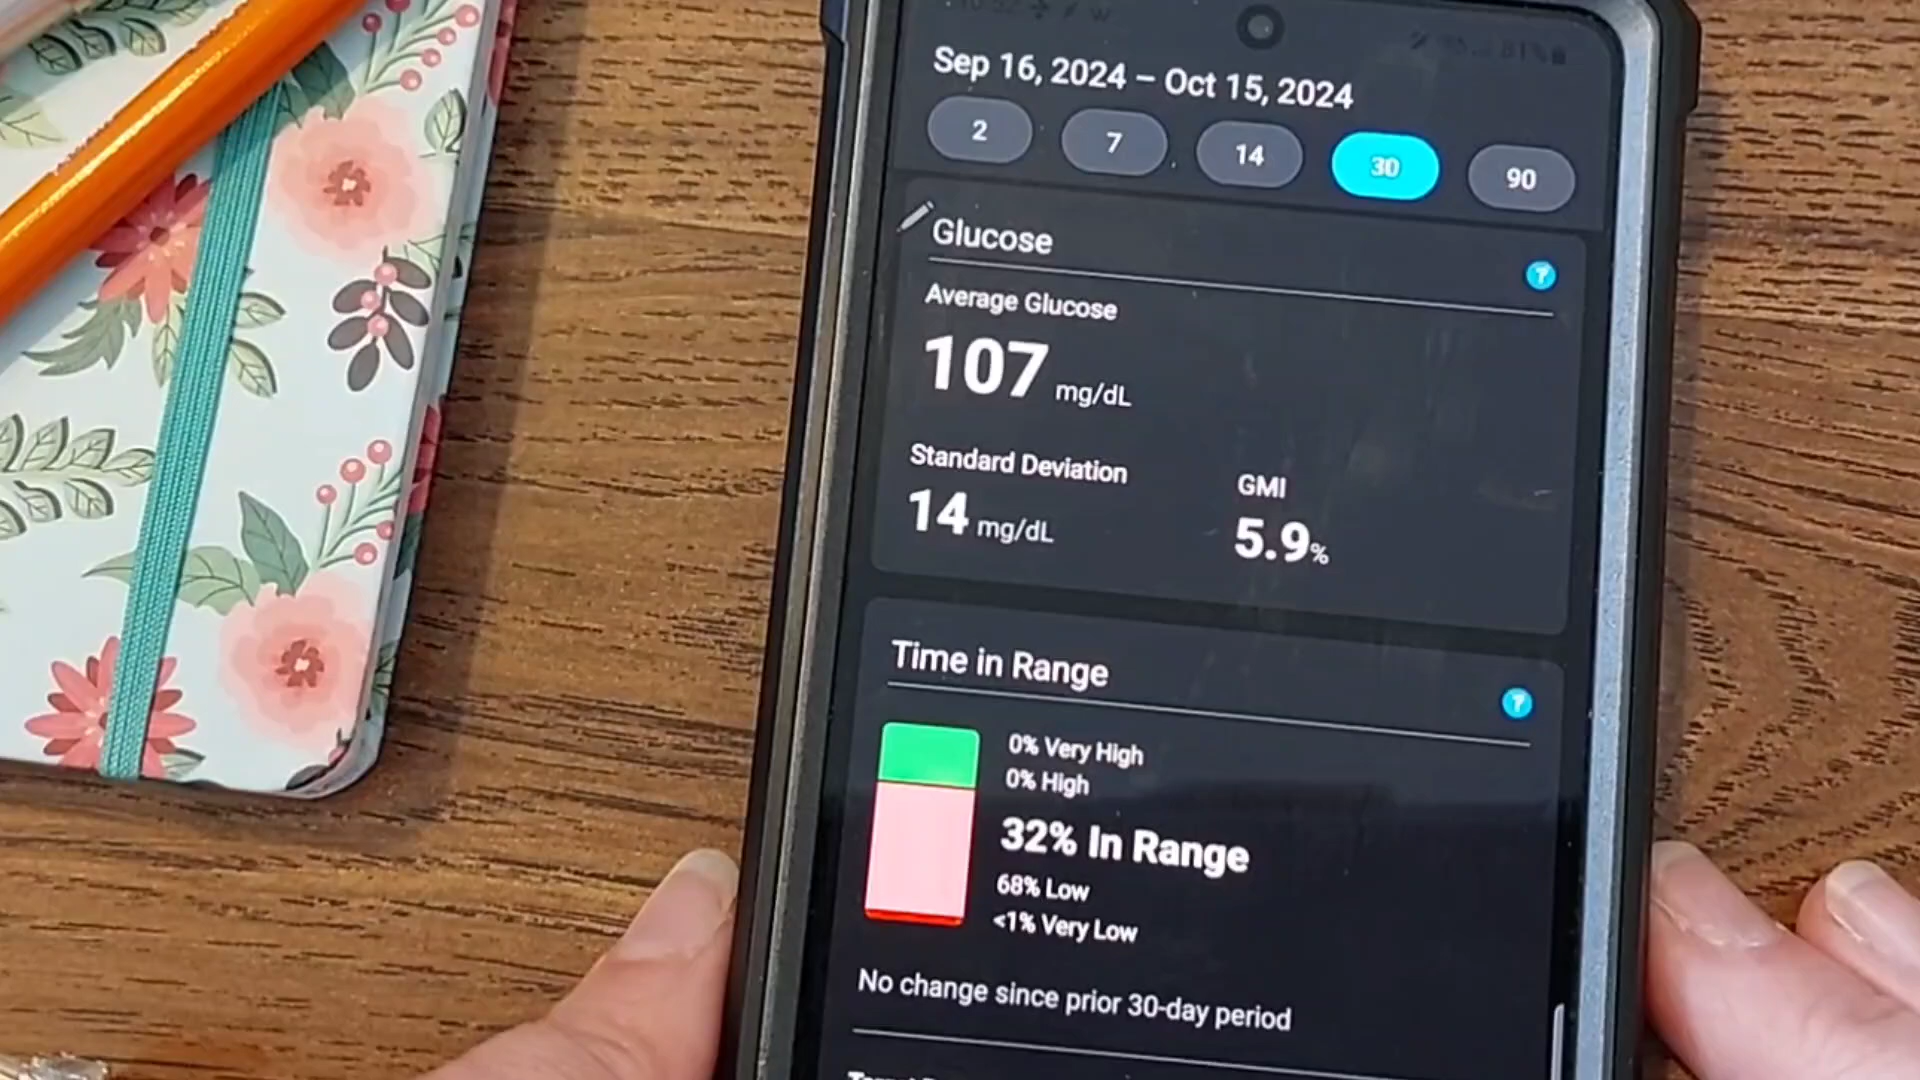 Sep 16, 2024 – Oct 15, 2024
2
7
14
30
90
Glucose
?
Average Glucose
107 mg/dL
Standard Deviation
GMI
14 mg/dL
5.9%
Time in Range
?
0% Very High
0% High
32% In Range
68% Low
<1% Very Low
No change since prior 30-day period